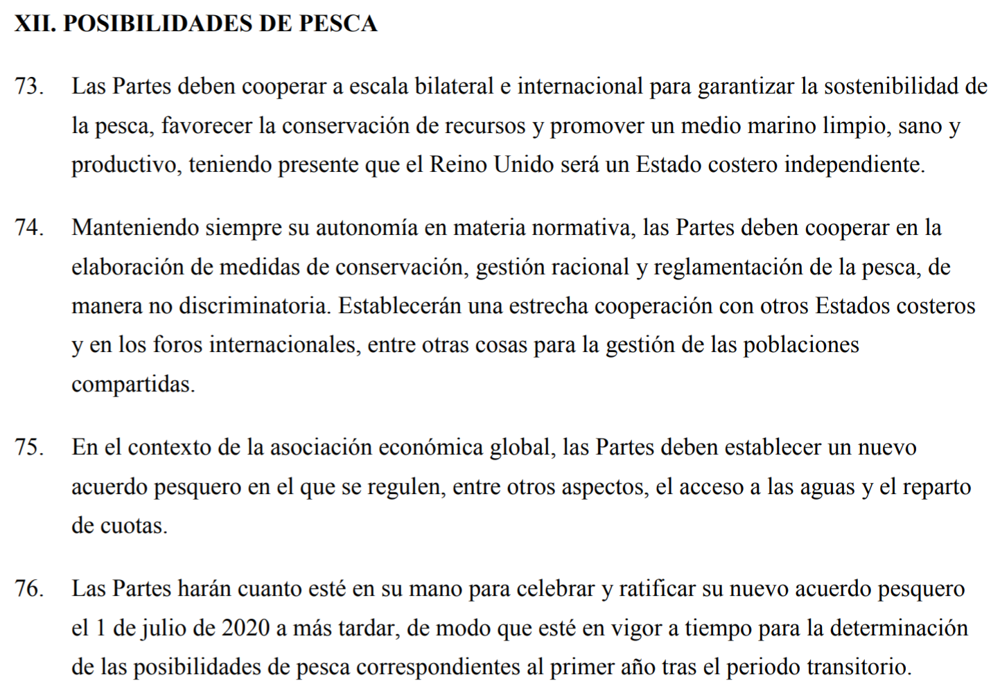 XII. POSIBILIDADES DE PESCA
73. Las Partes deben cooperar a escala bilateral e internacional para garantizar la sostenibilidad de
la pesca, favorecer la conservación de recursos y promover un medio marino limpio, sano y
productivo, teniendo presente que el Reino Unido será un Estado costero independiente.
74. Manteniendo siempre su autonomía en materia normativa, las Partes deben cooperar en la
elaboración de medidas de conservación, gestión racional y reglamentación de la pesca, de
manera no discriminatoria. Establecerán una estrecha cooperación con otros Estados costeros
y en los foros internacionales, entre otras cosas para la gestión de las poblaciones
compartidas.
75. En el contexto de la asociación económica global, las Partes deben establecer un nuevo
acuerdo pesquero en el que se regulen, entre otros aspectos, el acceso a las aguas y el reparto
de cuotas.
76. Las Partes harán cuanto esté en su mano para celebrar y ratificar su nuevo acuerdo pesquero
el 1 de julio de 2020 a más tardar, de modo que esté en vigor a tiempo para la determinación
de las posibilidades de pesca correspondientes al primer año tras el periodo transitorio.